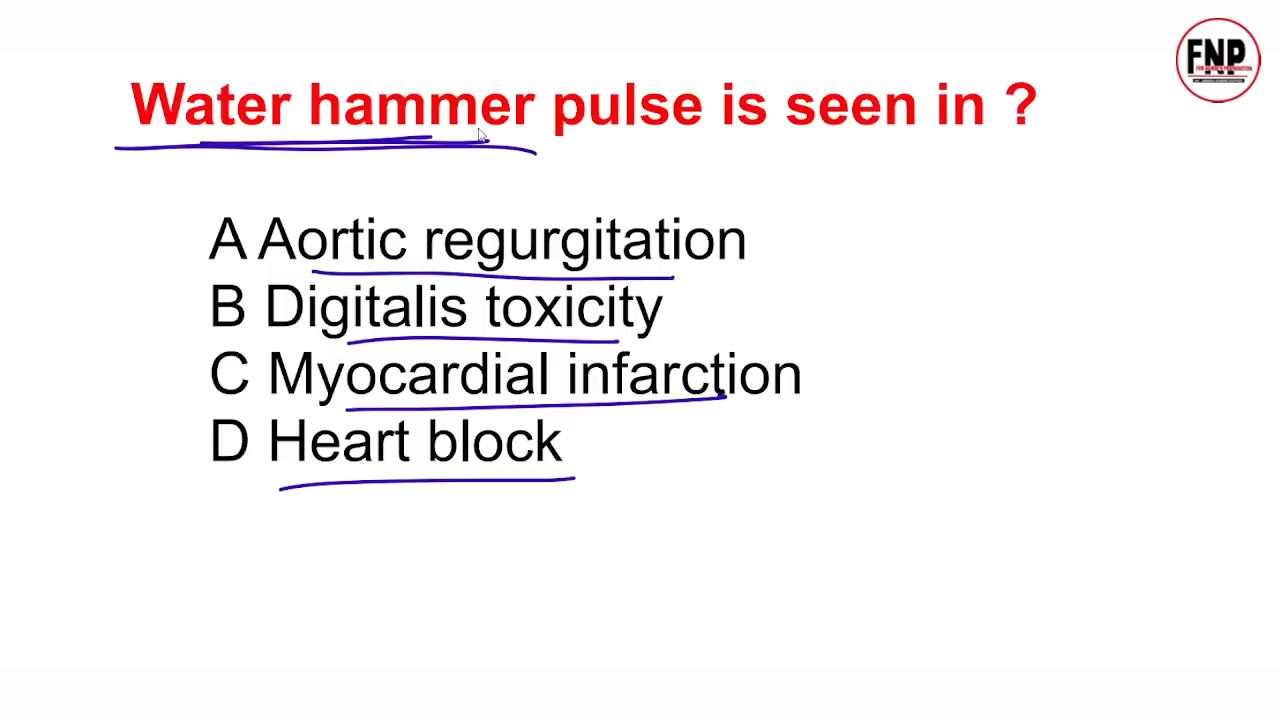 FNP
Water hammer pulse is seen in ?
A Aortic regurgitation
B Digitalis toxicity
C Myocardial infarction
D Heart block